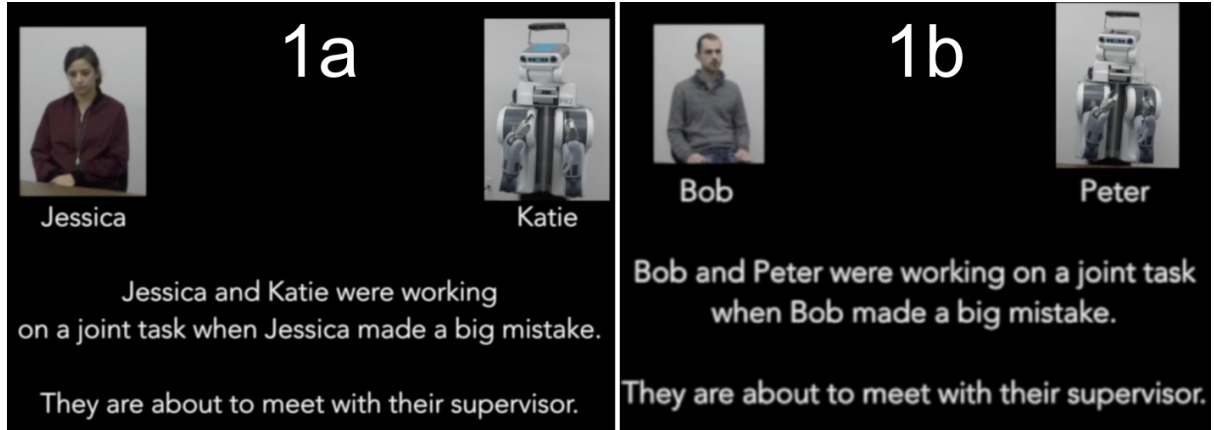 1a
Jessica
Katie
Jessica and Katie were working
on a joint task when Jessica made a big mistake.
They are about to meet with their supervisor.
1b
Bob
Peter
Bob and Peter were working on a joint task
when Bob made a big mistake.
They are about to meet with their supervisor.